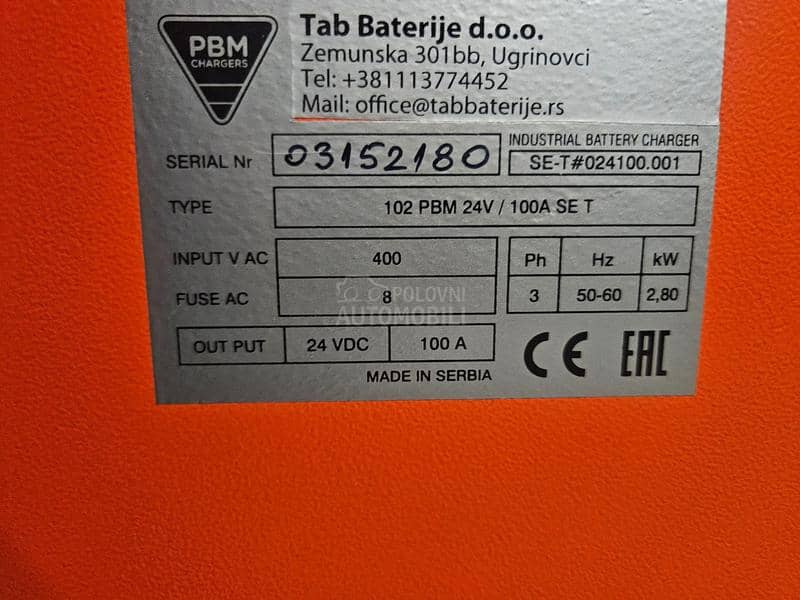 PBM
CHARGERS
Tab Baterije d.o.o.
Zemunska 301bb, Ugrinovci
Tel: +381113774452
Mail: office@tabbaterije.rs
SERIAL Nr 03152180
INDUSTRIAL BATTERY CHARGER
SE-T#024100.001
TYPE 102 PBM 24V / 100A SE T
INPUT V AC 400 Ph Hz kW
FUSE AC 8 3 50-60 2,80
POLOVNI
AUTOMOBILI
OUT PUT 24 VDC 100 A CE EAC
MADE IN SERBIA